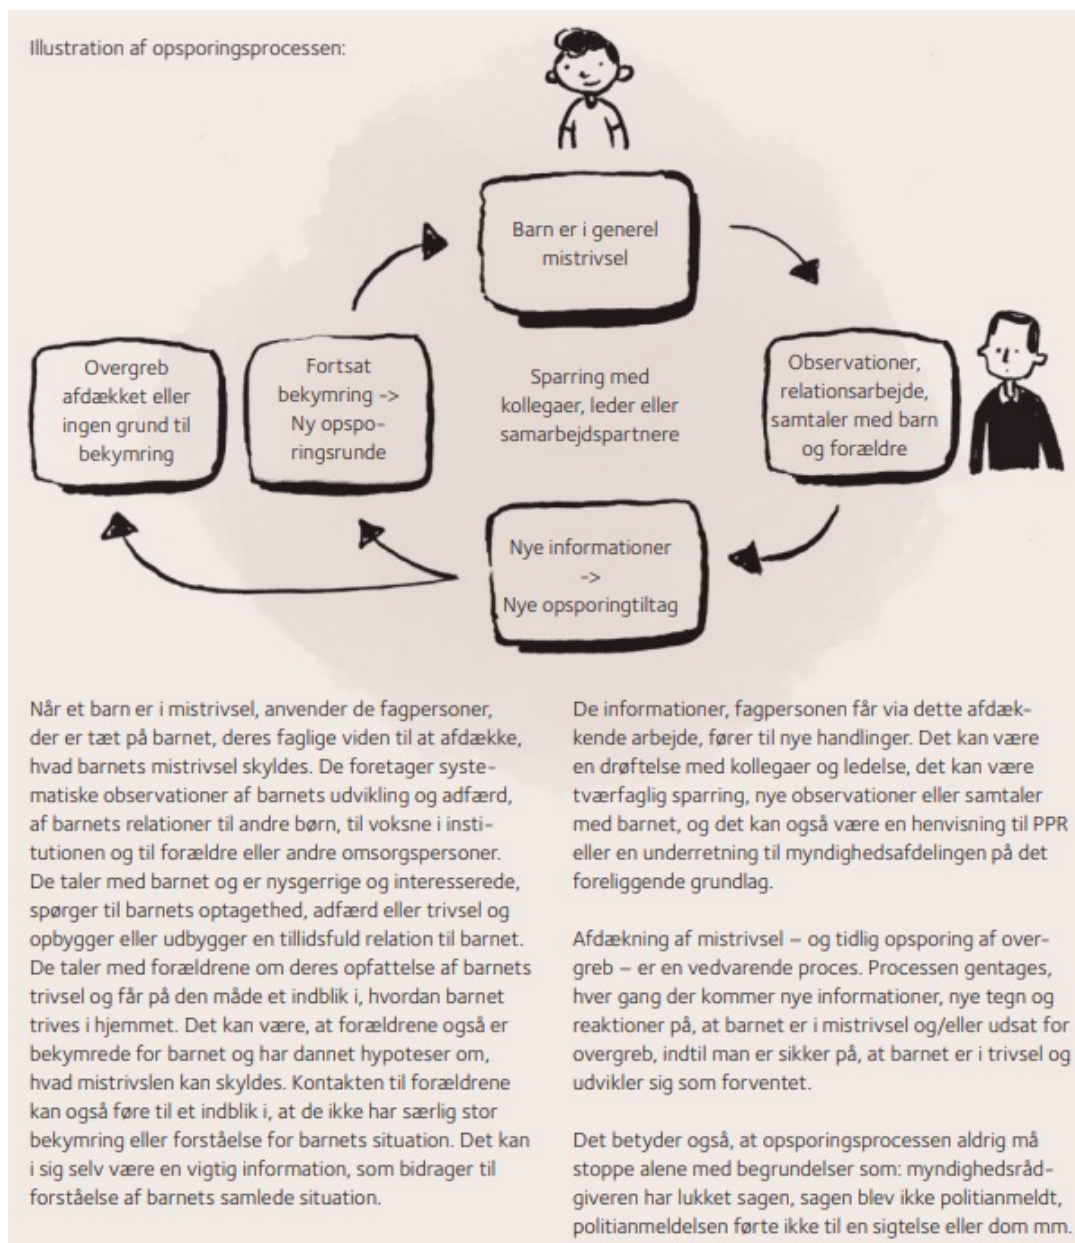 Illustration af opsporingsprocessen:
Barn er i generel
mistrivsel
Observationer,
relationsarbejde,
samtaler med barn
og forældre
Sparring med
kollegaer, leder eller
samarbejdspartnere
Nye informationer
->
Nye opsporingtiltag
Fortsat
bekymring ->
Ny opspo-
ringsrunde
Overgreb
afdækket eller
ingen grund til
bekymring
Når et barn er i mistrivsel, anvender de fagpersoner,
der er tæt på barnet, deres faglige viden til at afdække,
hvad barnets mistrivsel skyldes. De foretager syste-
matiske observationer af barnets udvikling og adfærd,
af barnets relationer til andre børn, til voksne i insti-
tutionen og til forældre eller andre omsorgspersoner.
De taler med barnet og er nysgerrige og interesserede,
spørger til barnets optagethed, adfærd eller trivsel og
opbygger eller udbygger en tillidsfuld relation til barnet.
De taler med forældrene om deres opfattelse af barnets
trivsel og får på den måde et indblik i, hvordan barnet
trives i hjemmet. Det kan være, at forældrene også er
bekymrede for barnet og har dannet hypoteser om,
hvad mistrivslen kan skyldes. Kontakten til forældrene
kan også føre til et indblik i, at de ikke har særlig stor
bekymring eller forståelse for barnets situation. Det kan
i sig selv være en vigtig information, som bidrager til
forståelse af barnets samlede situation.
De informationer, fagpersonen får via dette afdæk-
kende arbejde, fører til nye handlinger. Det kan være
en drøftelse med kollegaer og ledelse, det kan være
tværfaglig sparring, nye observationer eller samtaler
med barnet, og det kan også være en henvisning til PPR
eller en underretning til myndighedsafdelingen på det
foreliggende grundlag.
Afdækning af mistrivsel – og tidlig opsporing af over-
greb – er en vedvarende proces. Processen gentages,
hver gang der kommer nye informationer, nye tegn og
reaktioner på, at barnet er i mistrivsel og/eller udsat for
overgreb, indtil man er sikker på, at barnet er i trivsel og
udvikler sig som forventet.
Det betyder også, at opsporingsprocessen aldrig må
stoppe alene med begrundelser som: myndighedsråd-
giveren har lukket sagen, sagen blev ikke politianmeldt,
politianmeldelsen førte ikke til en sigtelse eller dom mm.